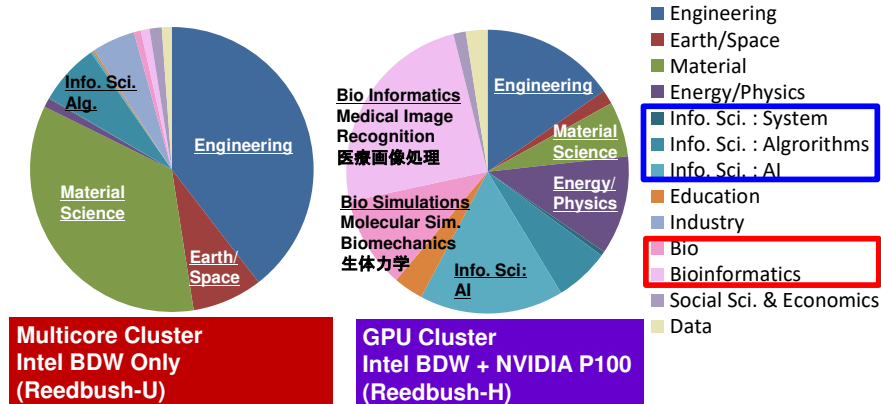 Info. Sci.
Alg.
Engineering
Material
Science
Earth/
Space
Multicore Cluster
Intel BDW Only
(Reedbush-U)
Bio Informatics
Medical Image
Recognition
医療画像処理
Bio Simulations
Molecular Sim.
Biomechanics
生体力学
Engineering
Material
Science
Energy/
Physics
Info. Sci:
AI
GPU Cluster
Intel BDW + NVIDIA P100
(Reedbush-H)
Engineering
Earth/Space
Material
Energy/Physics
Info. Sci. : System
Info. Sci. : Algrorithms
Info. Sci. : AI
Education
Industry
Bio
Bioinformatics
Social Sci. & Economics
Data